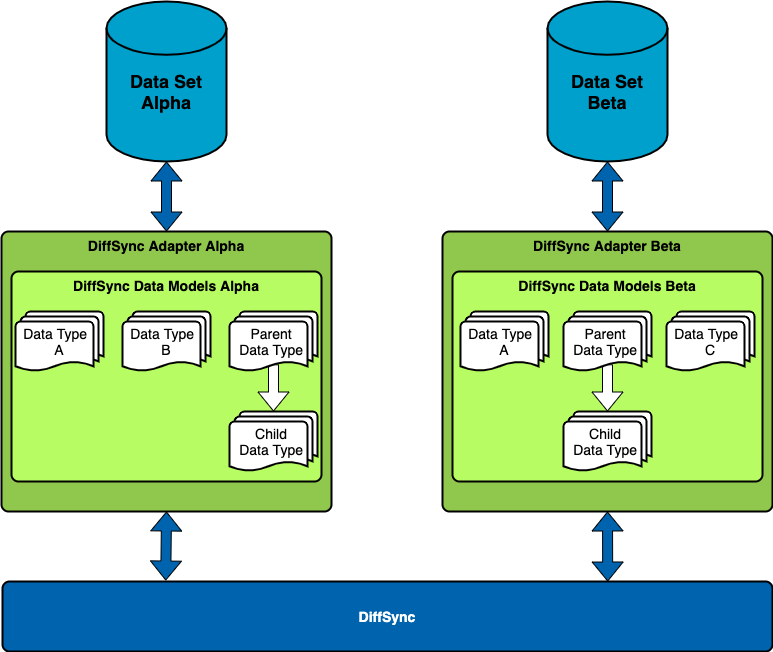 Data Set
Alpha
Data Set
Beta
DiffSync Adapter Alpha
DiffSync Data Models Alpha
Data Type
A
Data Type
B
Parent
Data Type
Child
Data Type
DiffSync Adapter Beta
DiffSync Data Models Beta
Data Type
A
Parent
Data Type
Data Type
C
Child
Data Type
DiffSync